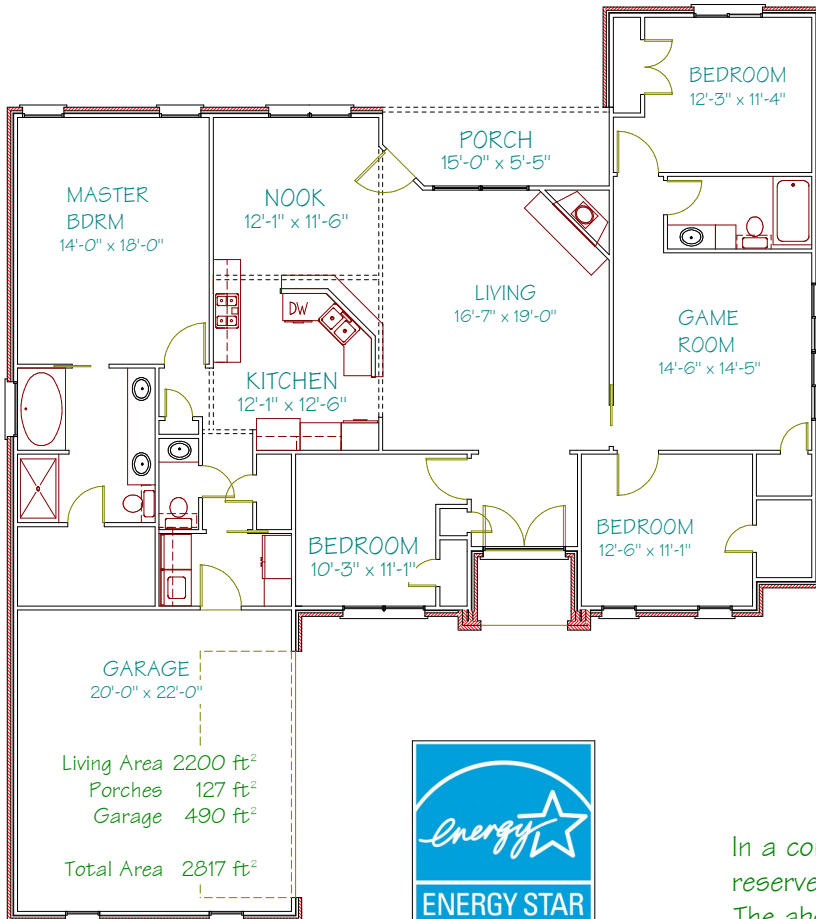 BEDROOM
12'-3" x 11'-4"
PORCH
15'-0" x 5'-5"
MASTER
BDRM
14'-0" x 18'-0"
NOOK
12'-1" x 11'-6"
LIVING
16'-7" x 19'-0"
DW
GAME
ROOM
14'-6" x 14'-5"
KITCHEN
12'-1" x 12'-6"
BEDROOM
10'-3" x 11'-1"
BEDROOM
12'-6" x 11'-1"
GARAGE
20'-0" x 22'-0"
Living Area 2200 ft²
Porches 127 ft²
Garage 490 ft²
Total Area 2817 ft²
energy
ENERGY STAR
In a
reserve
The